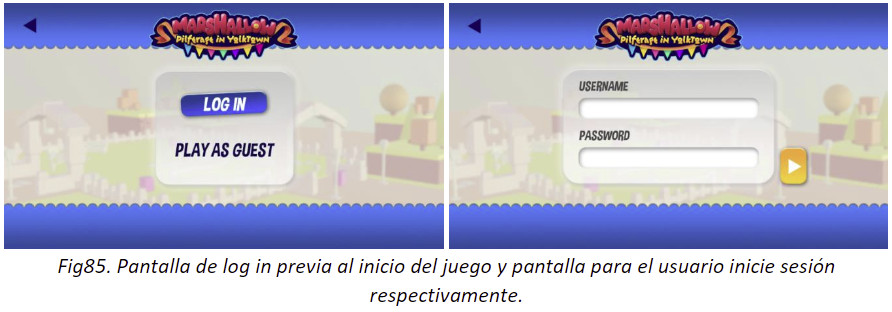 MARSHALLOW
Pilferage in YolkTown
LOG IN
PLAY AS GUEST
MARSHALLOW
Pilferage in YolkTown
USERNAME
PASSWORD
Fig85. Pantalla de log in previa al inicio del juego y pantalla para el usuario inicie sesión
respectivamente.